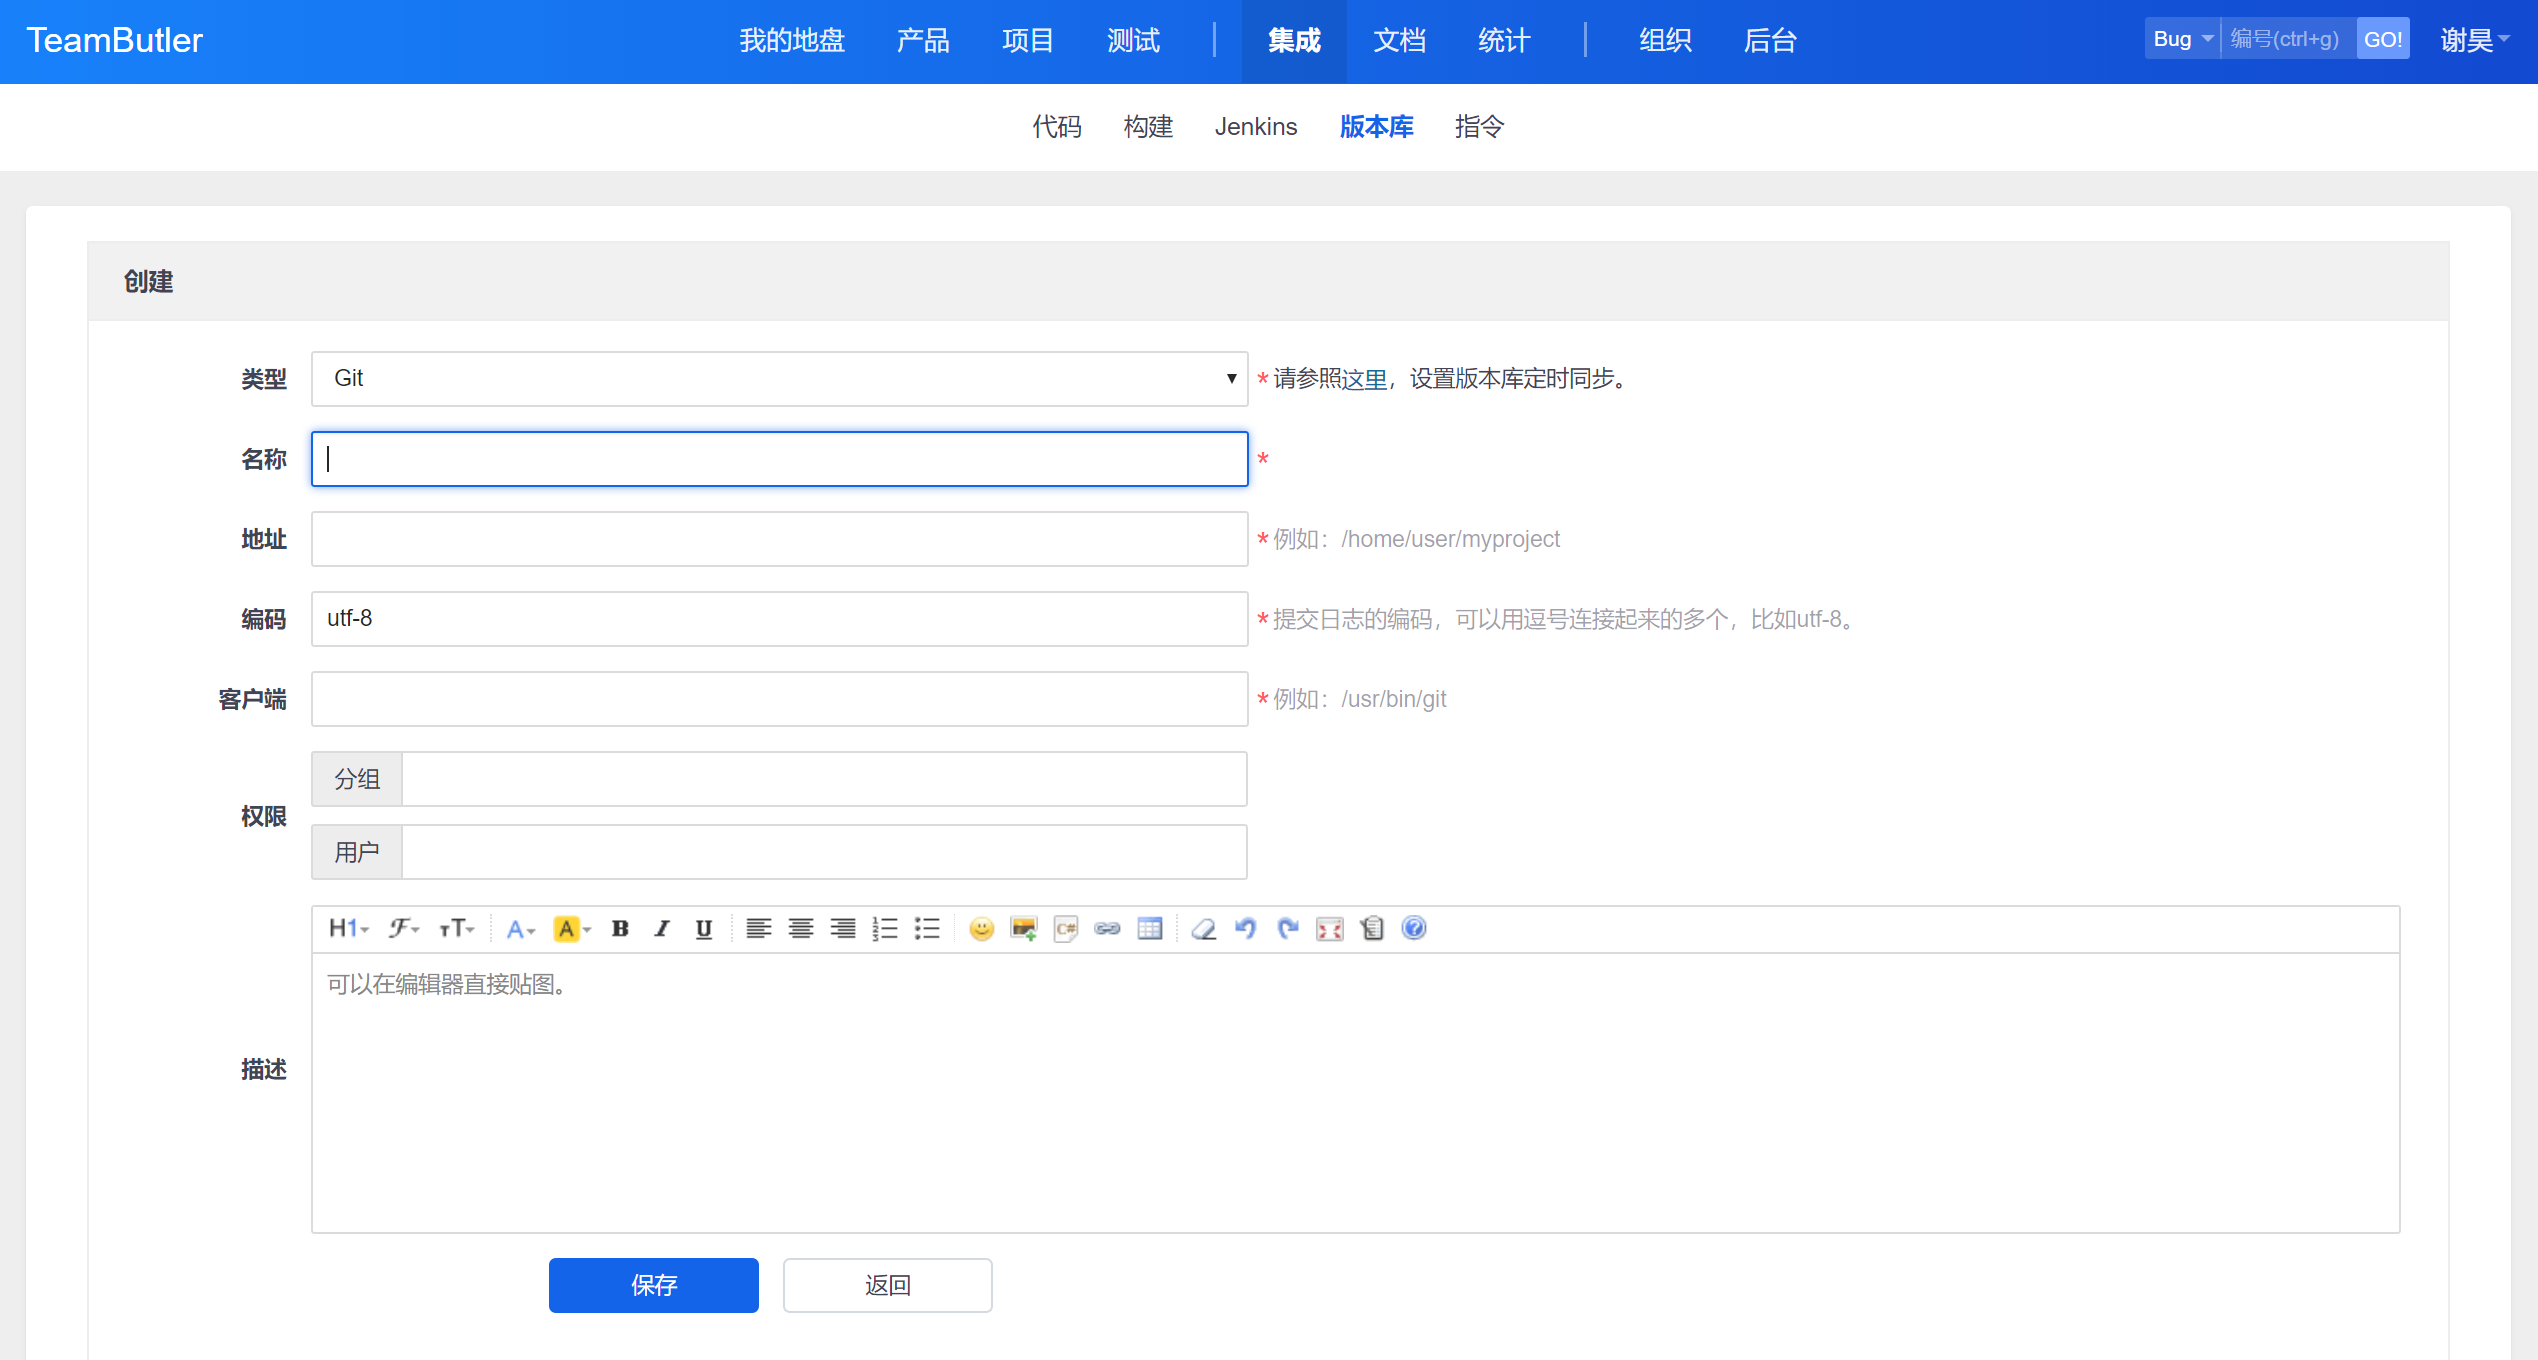 TeamButler 我的地盘 产品 项目 测试 集成 文档 统计 组织 后台 Bug 编号(ctrl+g) GO! 谢昊
代码 构建 Jenkins 版本库 指令
创建
类型 Git *请参照这里，设置版本库定时同步。
名称 *
地址 *例如：/home/user/myproject
编码 utf-8 *提交日志的编码，可以用逗号连接起来的多个，比如utf-8。
客户端 *例如：/usr/bin/git
权限 分组
用户
H1 F TT A A B I U C#
可以在编辑器直接贴图。
描述
保存 返回